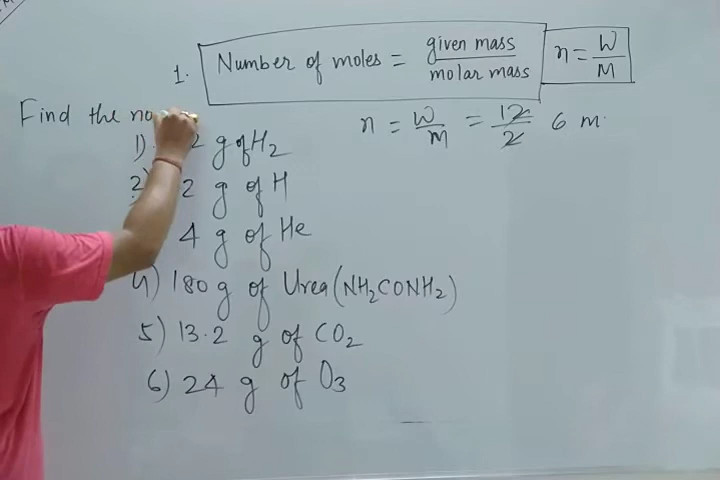 1. Number of moles = given mass / molar mass n = W / M
Find the no
n = W / M = 12 / 2 6 m.
1) 2 g of H2
2) 2 g of H
4 g of He
4) 180 g of Urea (NH2CONH2)
5) 13.2 g of CO2
6) 24 g of O3